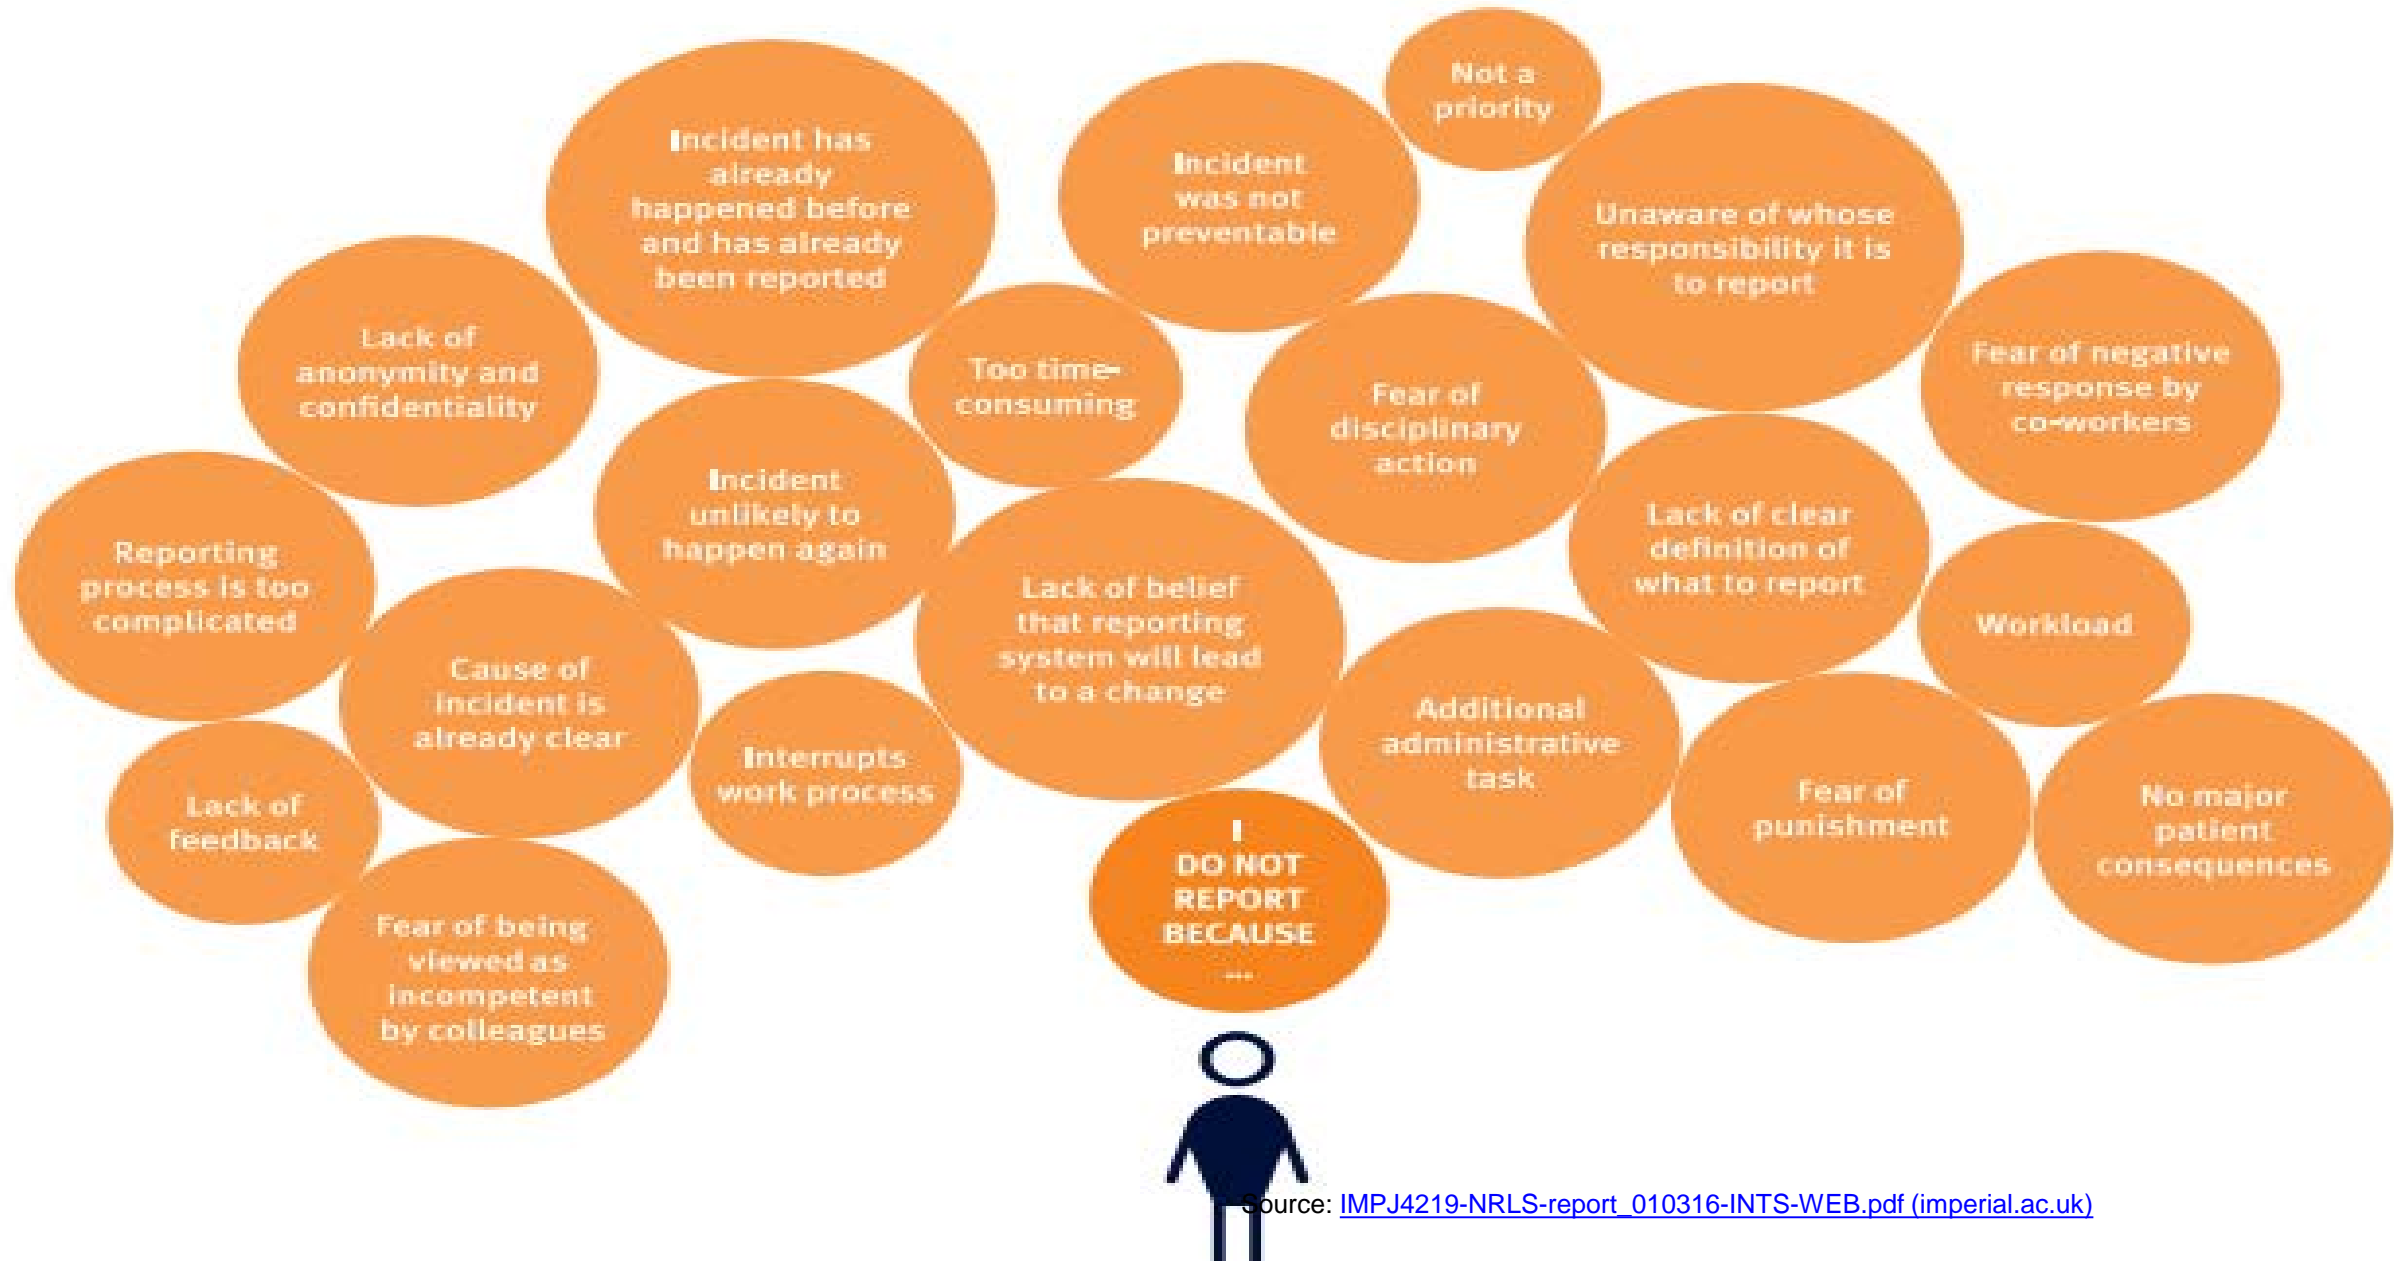 Not a
priority
Incident has
already
happened before
and has already
been reported
Incident
was not
preventable
Unaware of whose
responsibility it is
to report
Lack of
anonymity and
confidentiality
Too time-
consuming
Fear of
disciplinary
action
Fear of negative
response by
co-workers
Incident
unlikely to
happen again
Lack of clear
definition of
what to report
Reporting
process is too
complicated
Lack of belief
that reporting
system will lead
to a change
Workload
Cause of
incident is
already clear
Interrupts
work process
Additional
administrative
task
Fear of
punishment
No major
patient
consequences
Lack of
feedback
I
DO NOT
REPORT
BECAUSE
...
Fear of being
viewed as
incompetent
by colleagues
Source: IMPJ4219-NRLS-report_010316-INTS-WEB.pdf (imperial.ac.uk)